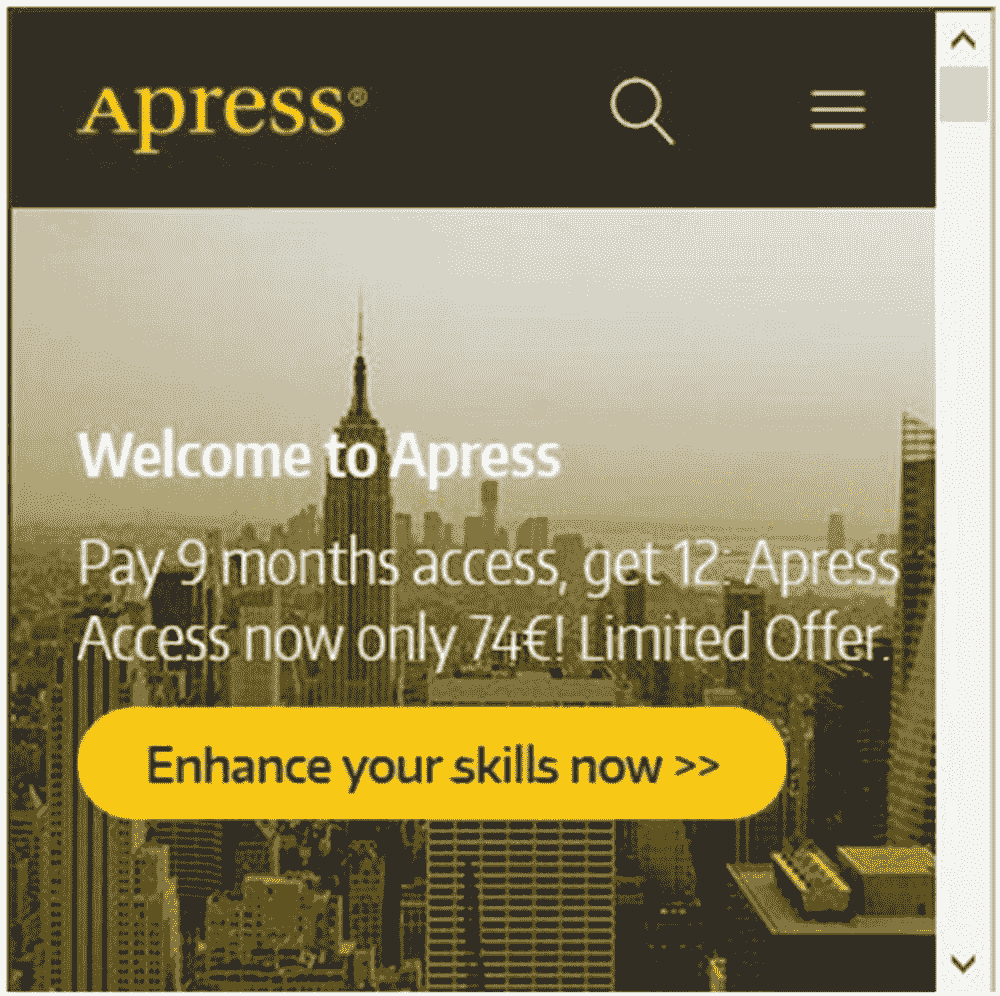 Apress®
Welcome to Apress
Pay 9 months access, get 12: Apress
Access now only 74€! Limited Offer.
Enhance your skills now >>